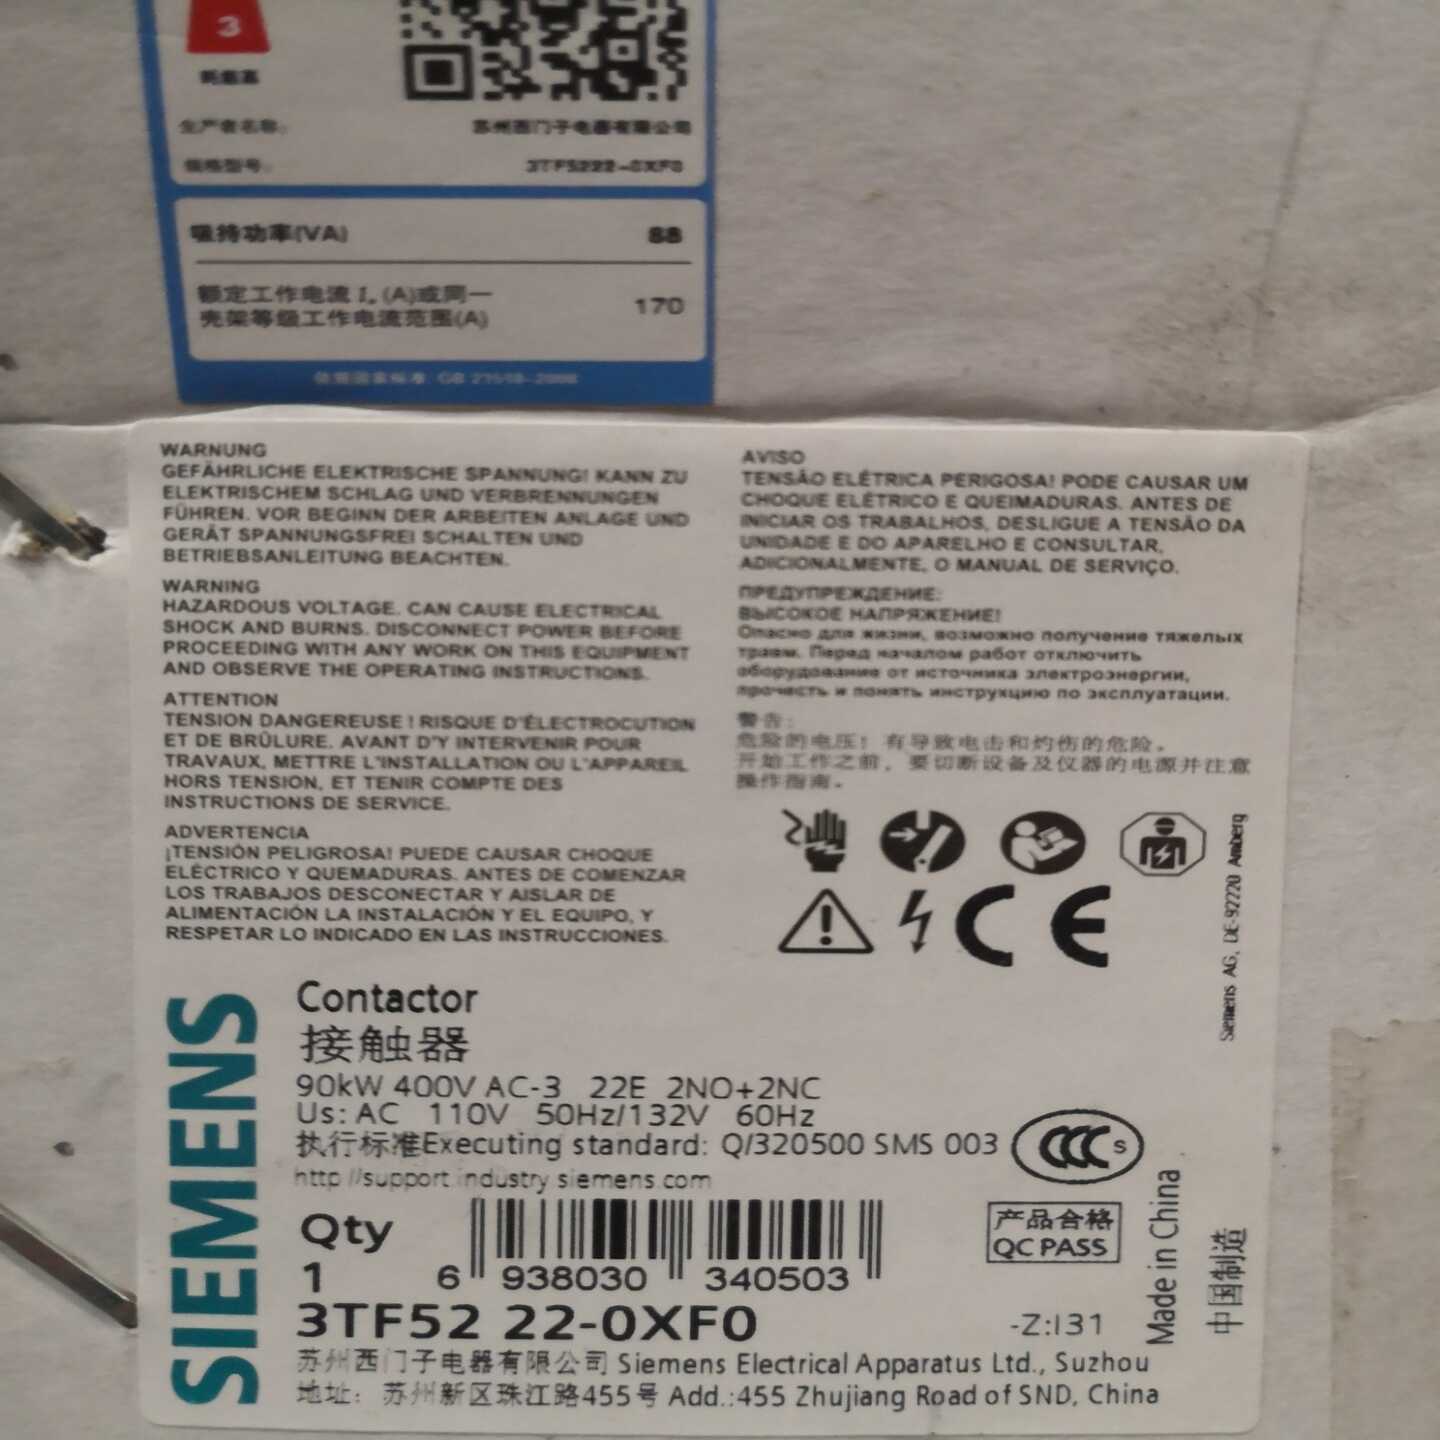 3
耗能高
生产者名称:
苏州西门子电器有限公司
规格型号:
3TF5222-0XF0
吸持功率(VA)
88
额定工作电流 Ie (A)或同一
壳架等级工作电流范围(A)
170
依据国家标准: GB 21518-2008
WARNUNG
GEFÄHRLICHE ELEKTRISCHE SPANNUNG! KANN ZU
ELEKTRISCHEM SCHLAG UND VERBRENNUNGEN
FÜHREN. VOR BEGINN DER ARBEITEN ANLAGE UND
GERÄT SPANNUNGSFREI SCHALTEN UND
BETRIEBSANLEITUNG BEACHTEN.
WARNING
HAZARDOUS VOLTAGE. CAN CAUSE ELECTRICAL
SHOCK AND BURNS. DISCONNECT POWER BEFORE
PROCEEDING WITH ANY WORK ON THIS EQUIPMENT
AND OBSERVE THE OPERATING INSTRUCTIONS.
ATTENTION
TENSION DANGEREUSE ! RISQUE D'ÉLECTROCUTION
ET DE BRÛLURE. AVANT D'Y INTERVENIR POUR
TRAVAUX, METTRE L'INSTALLATION OU L'APPAREIL
HORS TENSION, ET TENIR COMPTE DES
INSTRUCTIONS DE SERVICE.
ADVERTENCIA
¡TENSIÓN PELIGROSA! PUEDE CAUSAR CHOQUE
ELÉCTRICO Y QUEMADURAS. ANTES DE COMENZAR
LOS TRABAJOS DESCONECTAR Y AISLAR DE
ALIMENTACIÓN LA INSTALACIÓN Y EL EQUIPO, Y
RESPETAR LO INDICADO EN LAS INSTRUCCIONES.
AVISO
TENSÃO ELÉTRICA PERIGOSA! PODE CAUSAR UM
CHOQUE ELÉTRICO E QUEIMADURAS. ANTES DE
INICIAR OS TRABALHOS, DESLIGUE A TENSÃO DA
UNIDADE E DO APARELHO E CONSULTAR,
ADICIONALMENTE, O MANUAL DE SERVIÇO.
ПРЕДУПРЕЖДЕНИЕ:
ВЫСОКОЕ НАПРЯЖЕНИЕ!
Опасно для жизни, возможно получение тяжелых
травм. Перед началом работ отключить
оборудование от источника электроэнергии,
прочесть и понять инструкцию по эксплуатации.
警告:
危险的电压! 有导致电击和灼伤的危险。
开始工作之前, 要切断设备及仪器的电源并注意
操作指南。
CE
Siemens AG, DE-92220 Amberg
SIEMENS
Contactor
接触器
90kW 400V AC-3 22E 2NO+2NC
Us: AC 110V 50Hz/132V 60Hz
执行标准Executing standard: Q/320500 SMS 003
CCC S
http://support.industry.siemens.com
Qty
1
6 938030 340503
产品合格
QC PASS
Made in China
中国制造
3TF52 22-0XF0
-Z:I31
苏州西门子电器有限公司 Siemens Electrical Apparatus Ltd., Suzhou
地址: 苏州新区珠江路455号 Add.:455 Zhujiang Road of SND, China